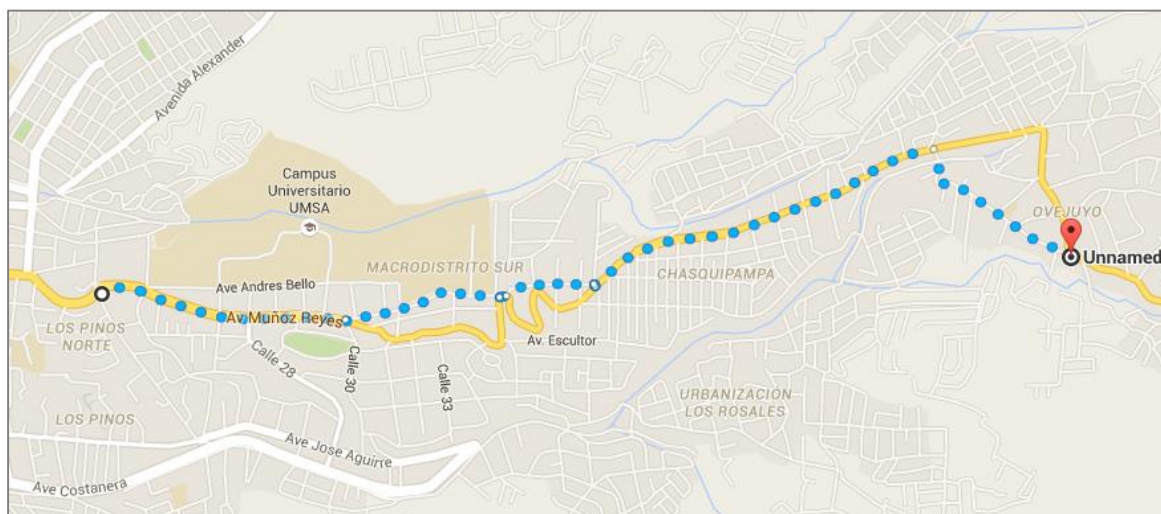 Avenida Alexander
Campus
Universitario
UMSA
OVEJUYO
Unnamed
MACRODISTRITO SUR
CHASQUIPAMPA
Ave Andres Bello
Av. Muñoz Reyes
LOS PINOS
NORTE
Av. Escultor
Calle 28
Calle 30
Calle 33
URBANIZACIÓN
LOS ROSALES
LOS PINOS
Ave Jose Aguirre
Ave Costanera